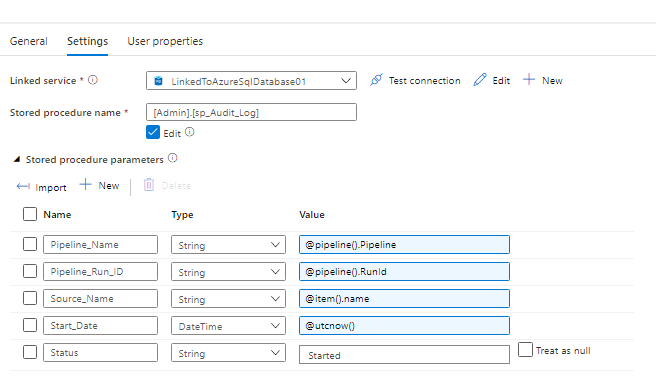 General Settings User properties
Linked service * LinkedToAzureSqlDatabase01 Test connection Edit New
Stored procedure name * [Admin].[sp_Audit_Log]
Edit
Stored procedure parameters
Import New Delete
Name Type Value
Pipeline_Name String @pipeline().Pipeline
Pipeline_Run_ID String @pipeline().RunId
Source_Name String @item().name
Start_Date DateTime @utcnow()
Status String Started Treat as null